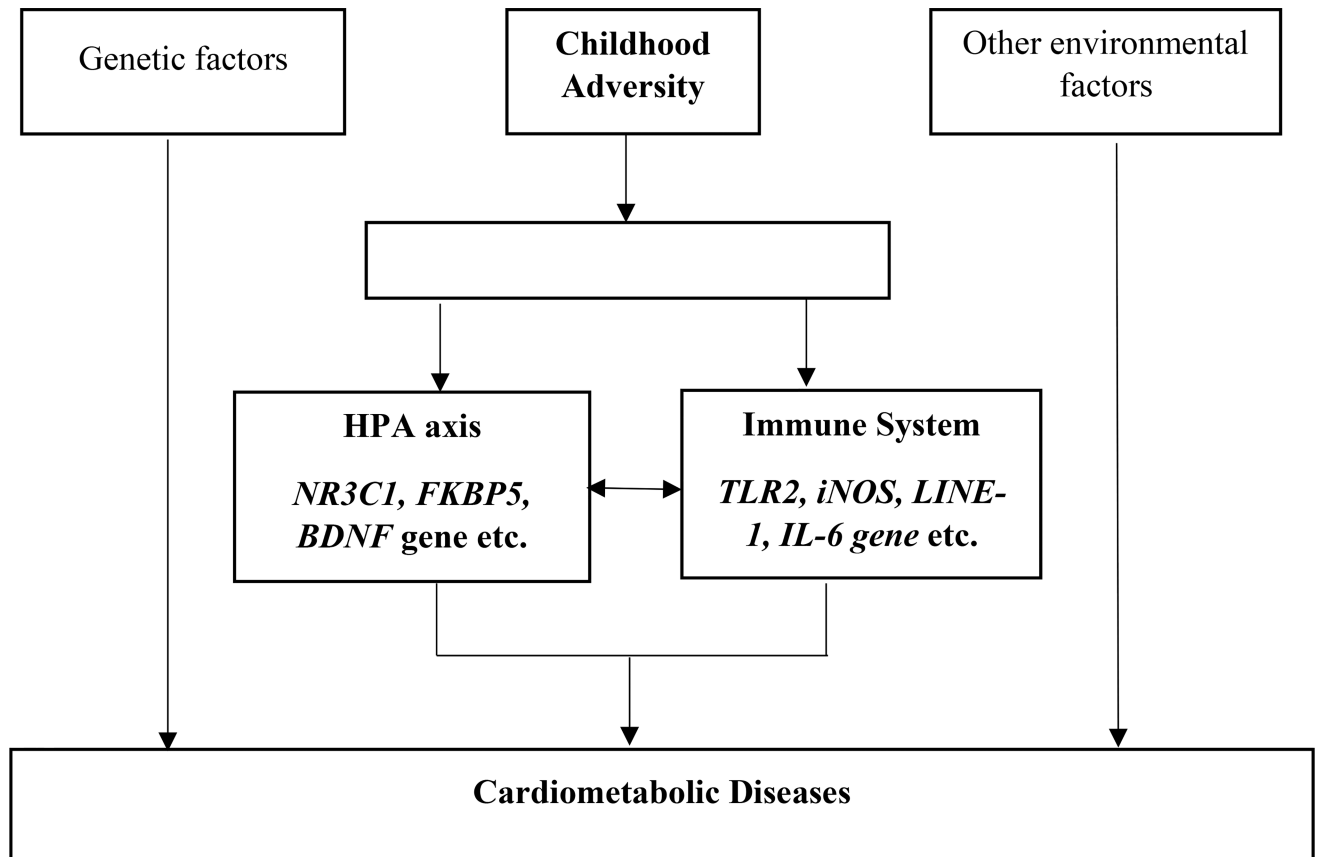 Genetic factors
Childhood
Adversity
Other environmental
factors
HPA axis
NR3C1, FKBP5,
BDNF gene etc.
Immune System
TLR2, iNOS, LINE-
1, IL-6 gene etc.
Cardiometabolic Diseases